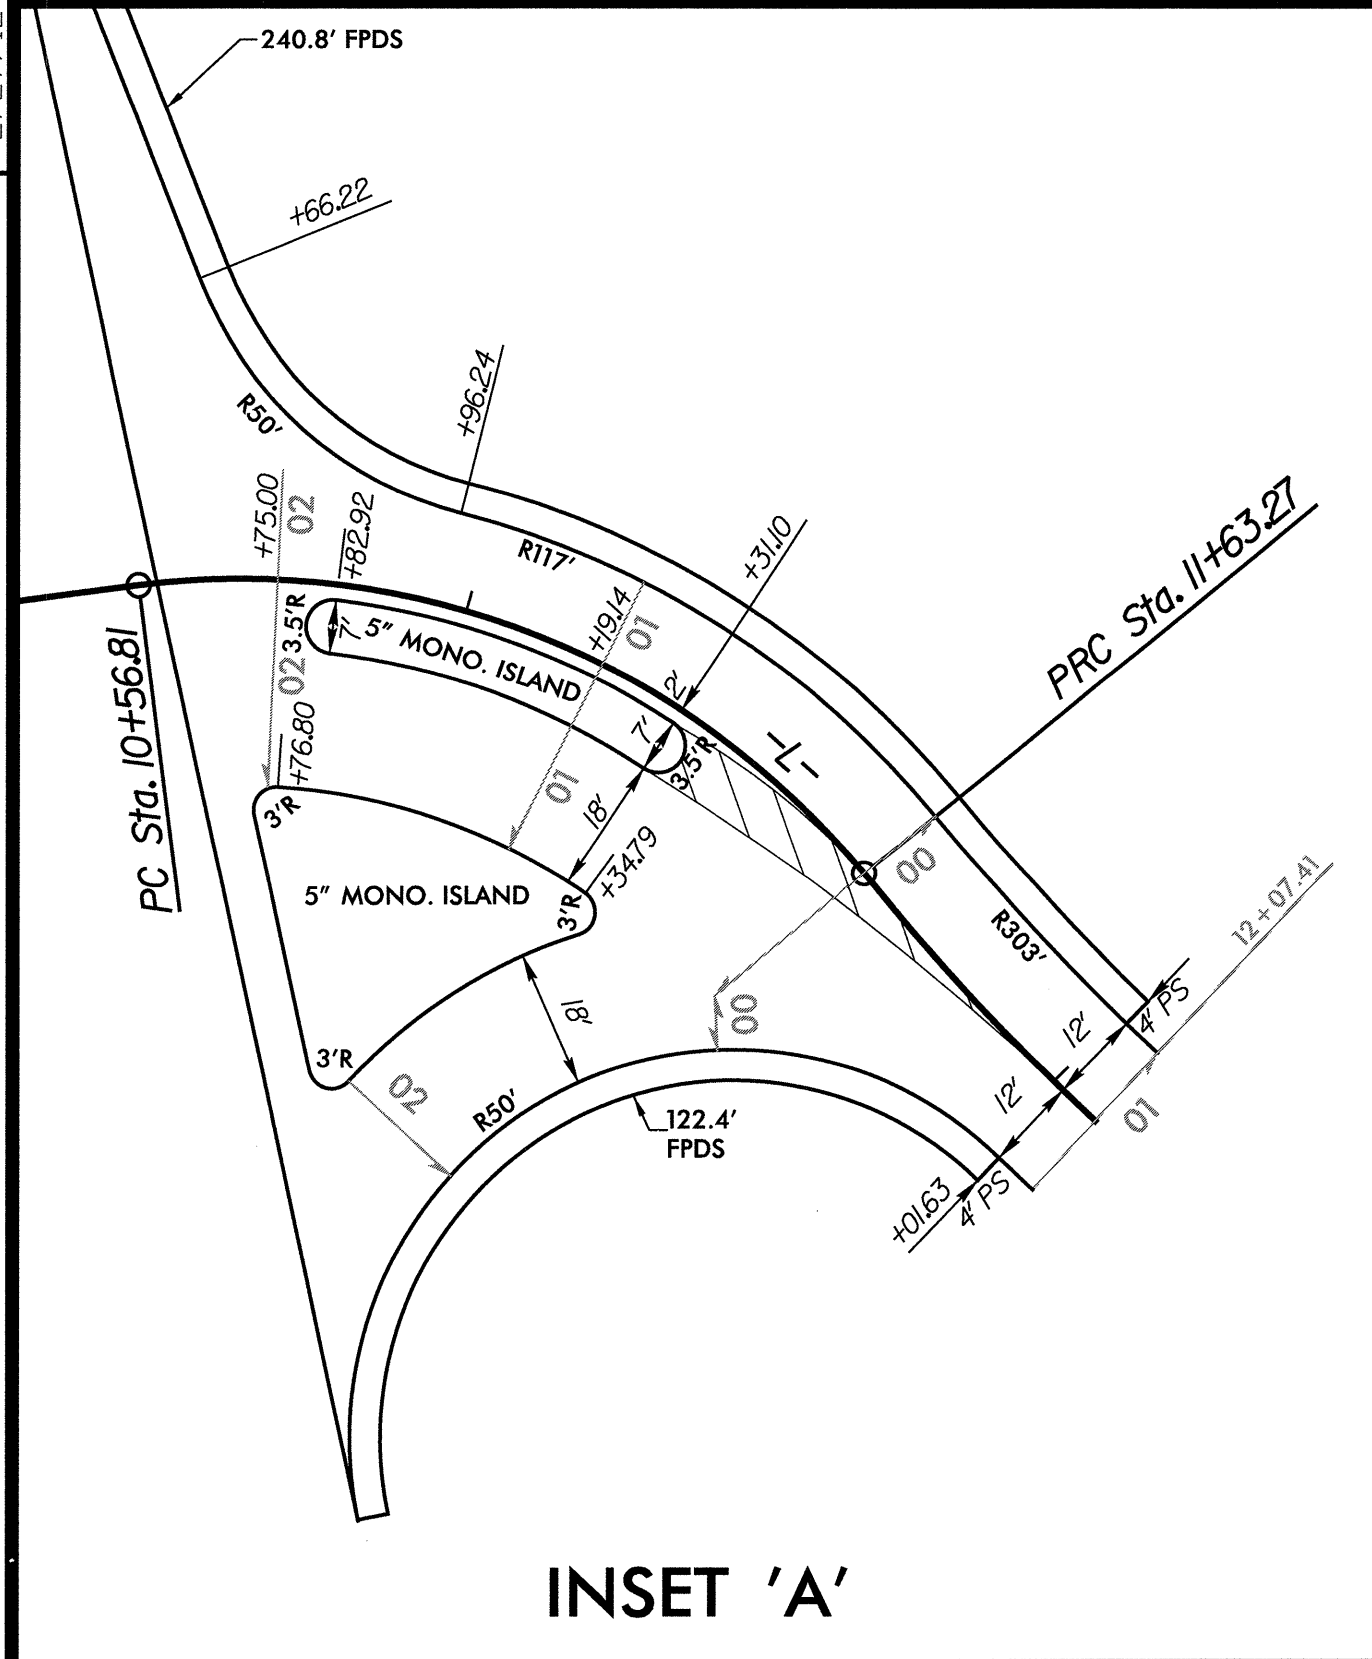 240.8' FPDS
+66.22
R50'
+96.24
+75.00
02
+82.92
R117'
+31.10
PRC Sta. 11+63.27
3.5'R
7'
5" MONO. ISLAND
+19.14
01
2'
02
7'
3.5'R
-7-
PC Sta. 10+56.81
+76.80
01
18'
3'R
+34.79
5" MONO. ISLAND
3'R
00
R303'
12+07.41
18'
00
4' PS
12'
3'R
02
R50'
12'
01
122.4'
FPDS
+01.63
4' PS
INSET 'A'